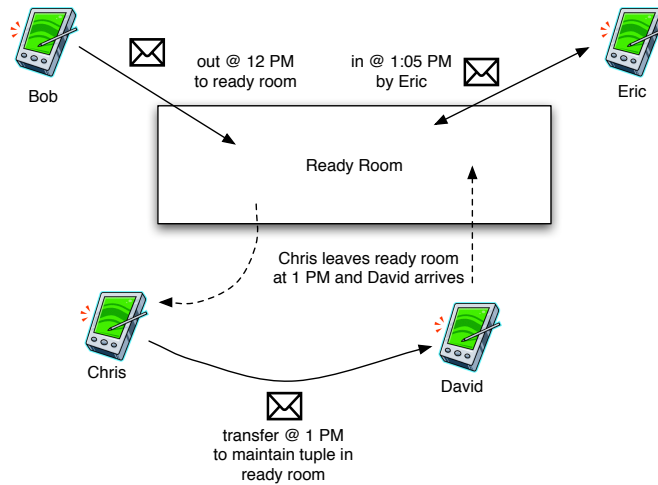 out @ 12 PM
to ready room
in @ 1:05 PM
by Eric
Bob
Eric
Ready Room
Chris leaves ready room
at 1 PM and David arrives
Chris
David
transfer @ 1 PM
to maintain tuple in
ready room